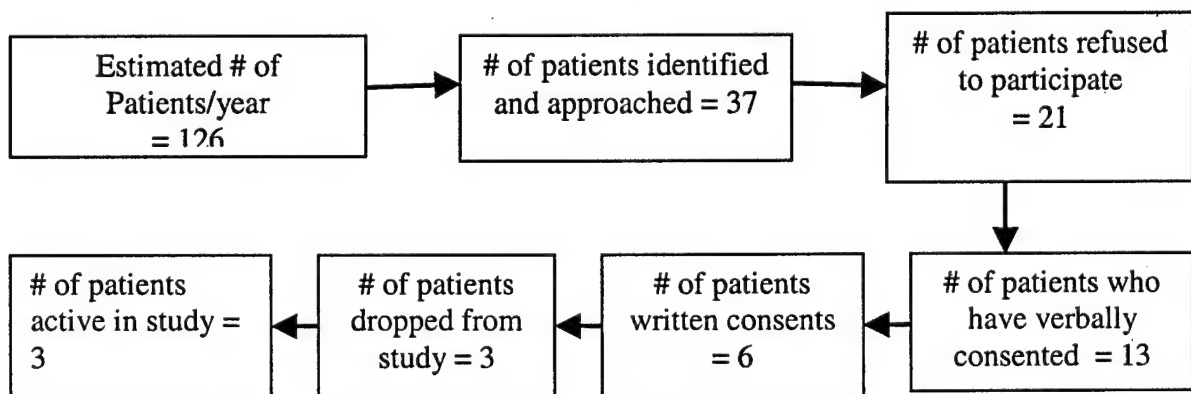 Estimated # of
Patients/year
= 126
# of patients identified
and approached = 37
# of patients refused
to participate
= 21
# of patients who
have verbally
consented = 13
# of patients
written consents
= 6
# of patients
dropped from
study = 3
# of patients
active in study =
3